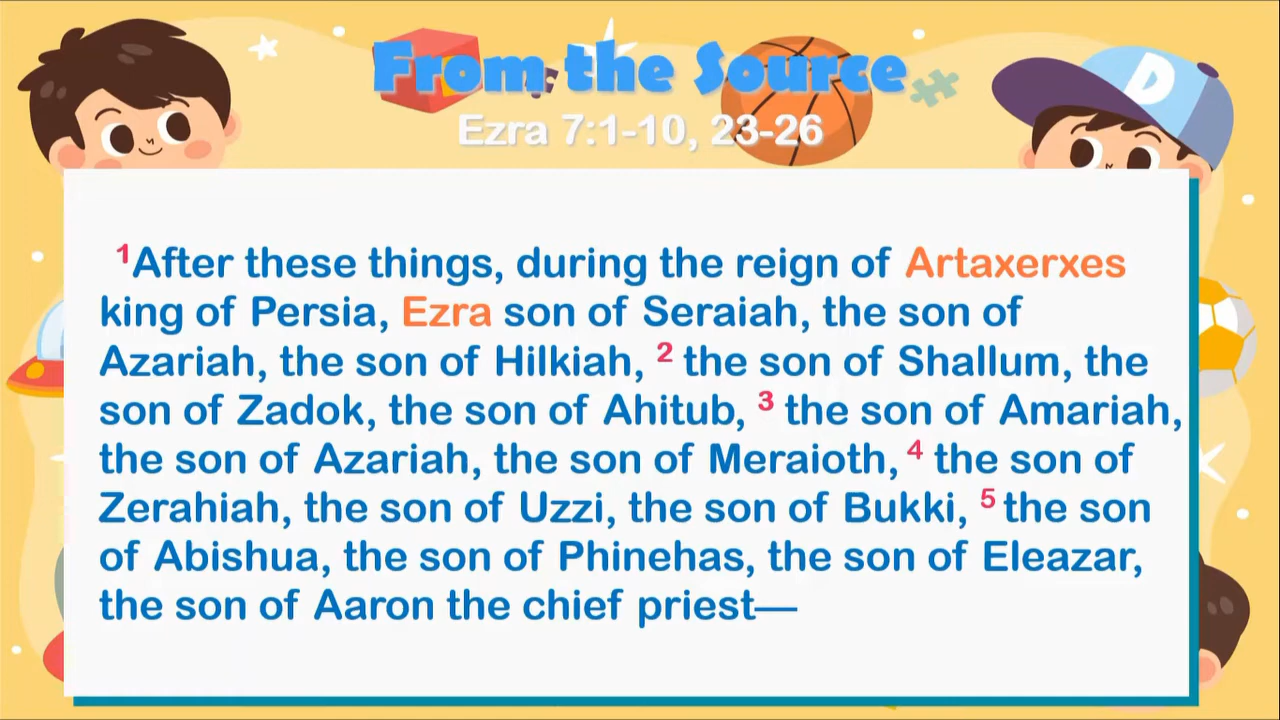 From the Source
Ezra 7:1-10, 23-26
D
¹After these things, during the reign of Artaxerxes
king of Persia, Ezra son of Seraiah, the son of
Azariah, the son of Hilkiah, ² the son of Shallum, the
son of Zadok, the son of Ahitub, ³ the son of Amariah,
the son of Azariah, the son of Meraioth, ⁴ the son of
Zerahiah, the son of Uzzi, the son of Bukki, ⁵ the son
of Abishua, the son of Phinehas, the son of Eleazar,
the son of Aaron the chief priest—